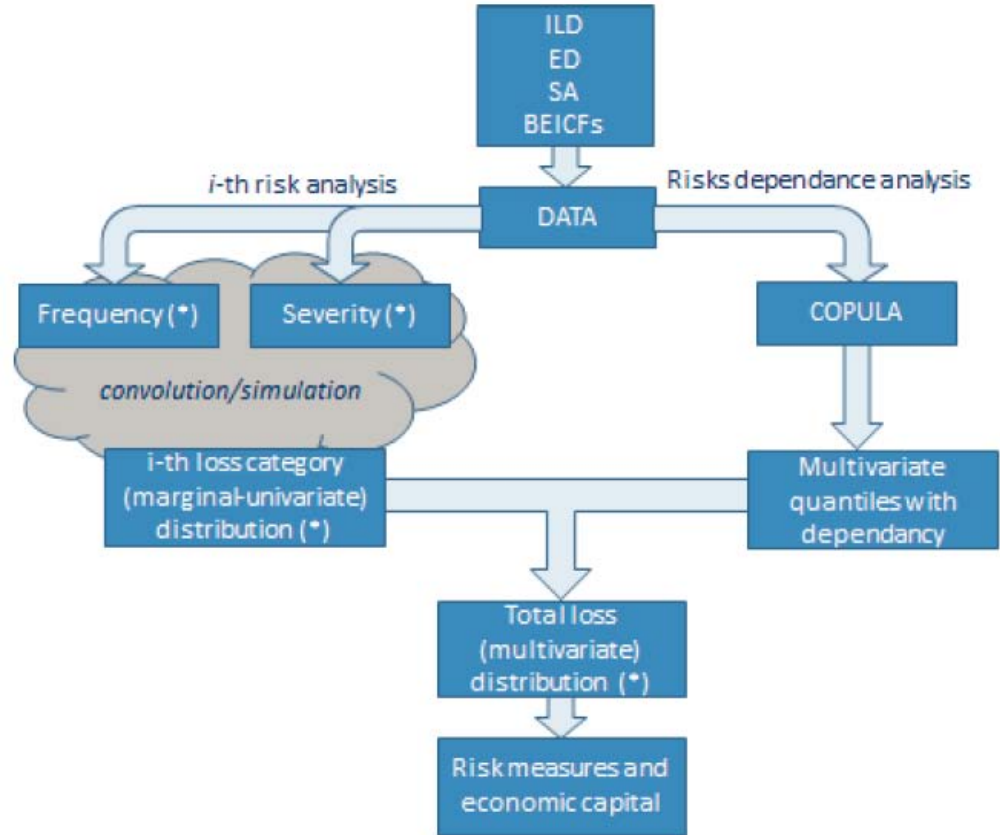 ILD
ED
SA
BEICFs
i-th risk analysis
Risks dependance analysis
DATA
Frequency (*)
Severity (*)
COPULA
convolution/simulation
i-th loss category
(marginal-univariate)
distribution (*)
Multivariate
quantiles with
dependancy
Total loss
(multivariate)
distribution (*)
Risk measures and
economic capital